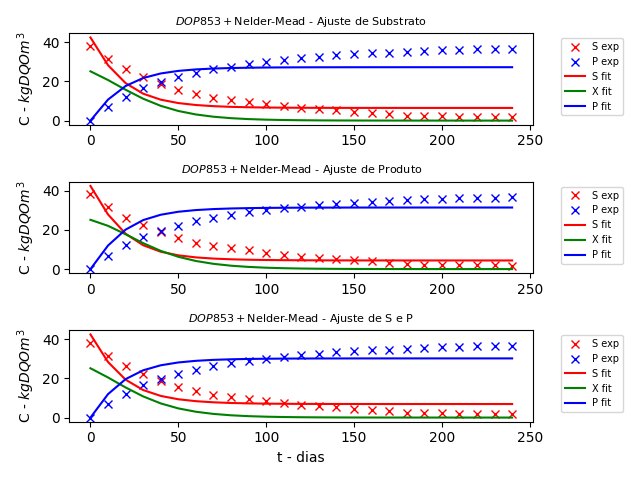 DOP853 + Nelder-Mead - Ajuste de Substrato
40
20
0
0 50 100 150 200 250
C - kgDQOm³
S exp
P exp
S fit
X fit
P fit
DOP853 + Nelder-Mead - Ajuste de Produto
40
20
0
0 50 100 150 200 250
C - kgDQOm³
S exp
P exp
S fit
X fit
P fit
DOP853 + Nelder-Mead - Ajuste de S e P
40
20
0
0 50 100 150 200 250
C - kgDQOm³
t - dias
S exp
P exp
S fit
X fit
P fit